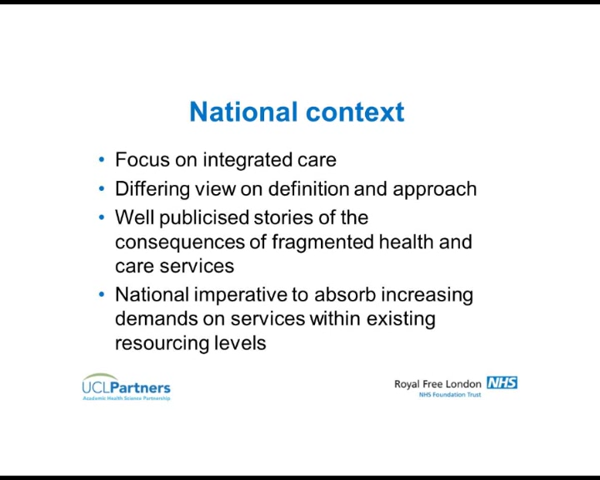 National context
• Focus on integrated care
• Differing view on definition and approach
• Well publicised stories of the
consequences of fragmented health and
care services
• National imperative to absorb increasing
demands on services within existing
resourcing levels
UCLPartners
Academic Health Science Partnership
Royal Free London NHS
NHS Foundation Trust